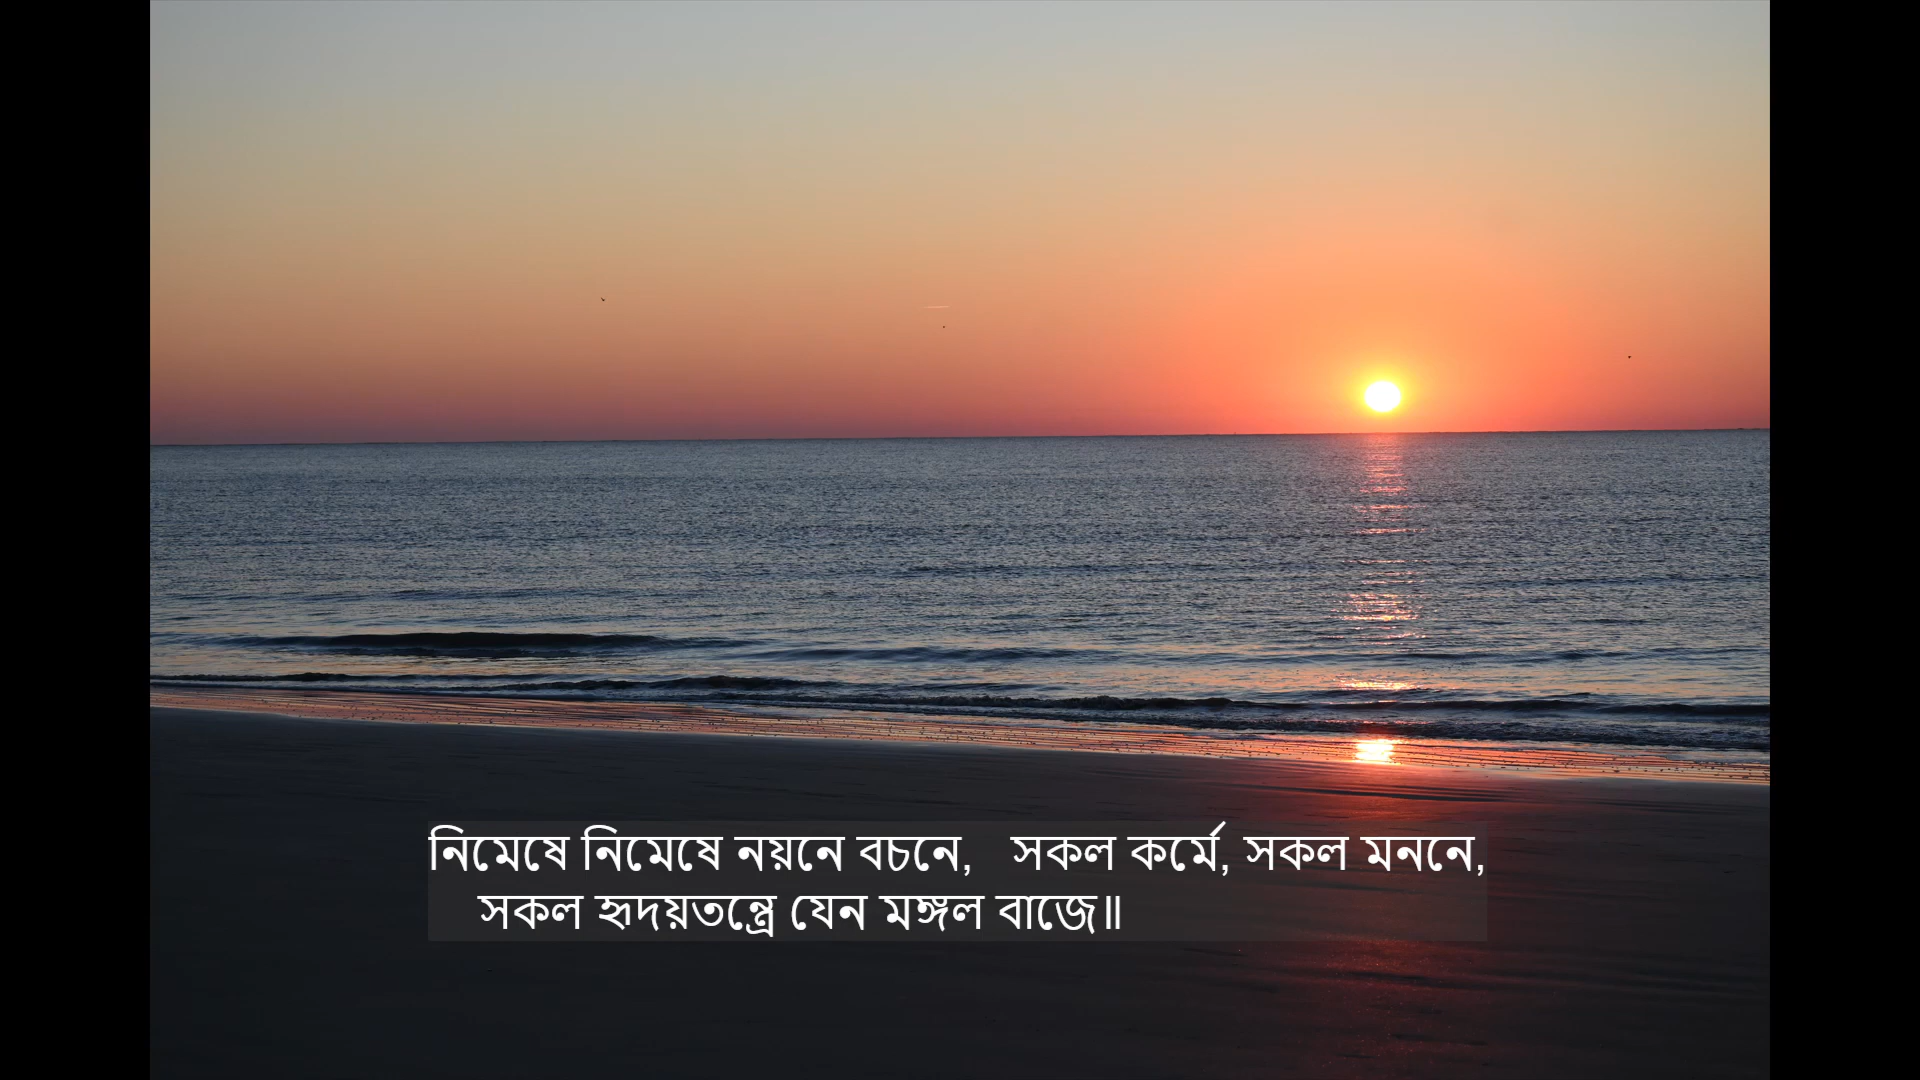 নিমেষে নিমেষে নয়নে বচনে,   সকল কর্মে, সকল মননে,
সকল হৃদয়তন্ত্রে যেন মঙ্গল বাজে॥